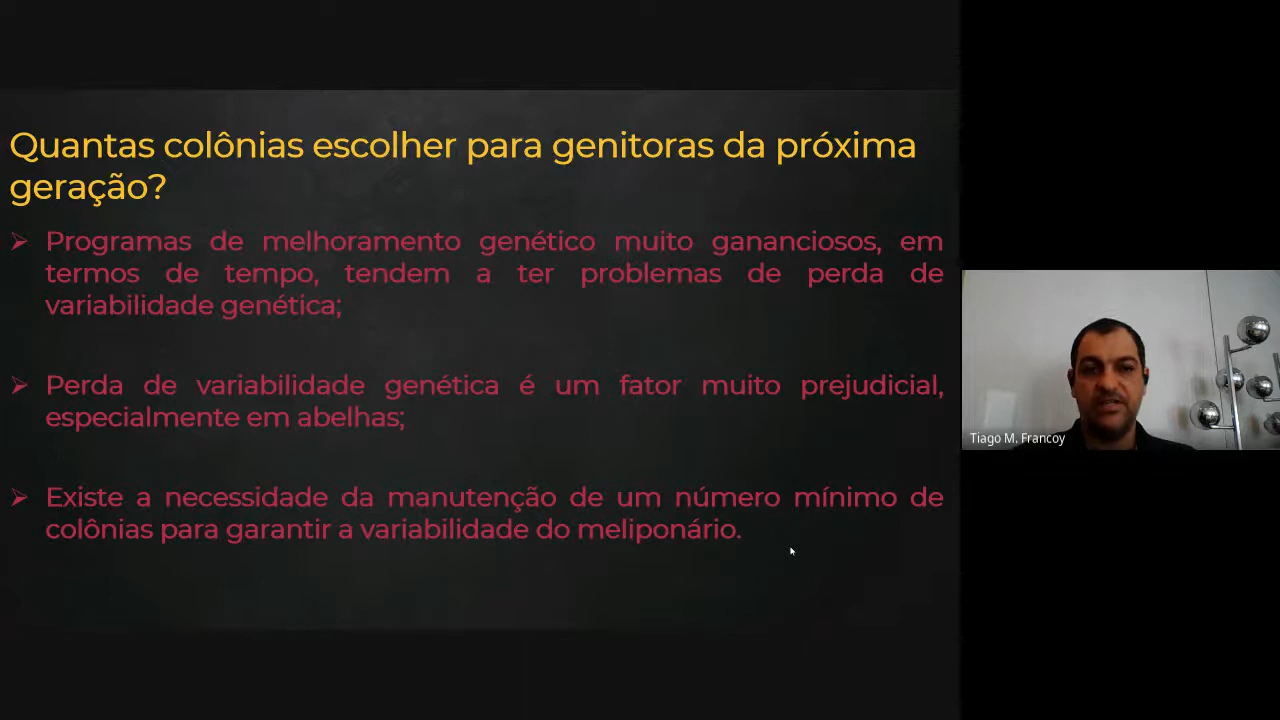 Quantas colônias escolher para genitoras da próxima
geração?
Programas de melhoramento genético muito gananciosos, em
termos de tempo, tendem a ter problemas de perda de
variabilidade genética;
Perda de variabilidade genética é um fator muito prejudicial,
especialmente em abelhas;
Existe a necessidade da manutenção de um número mínimo de
colônias para garantir a variabilidade do meliponário.
Tiago M. Francoy